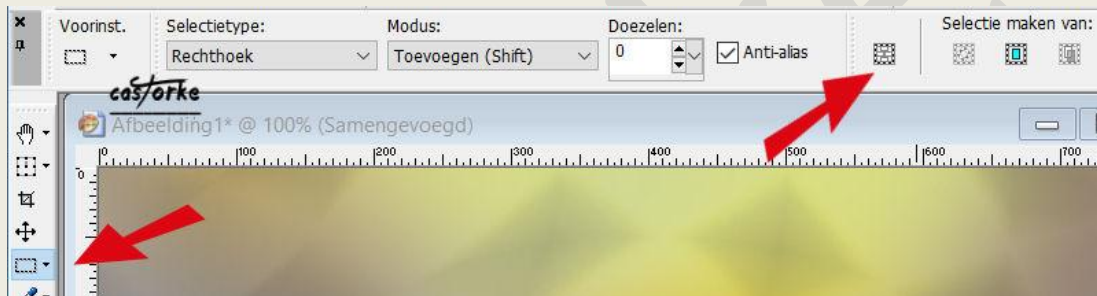 Voorinst.
Selectietype:
Modus:
Doezelen:
Selectie maken van:
Rechthoek
Toevoegen (Shift)
0
Anti-alias
castorke
Afbeelding1* @ 100% (Samengevoegd)
0 100 200 300 400 500 600 700
0